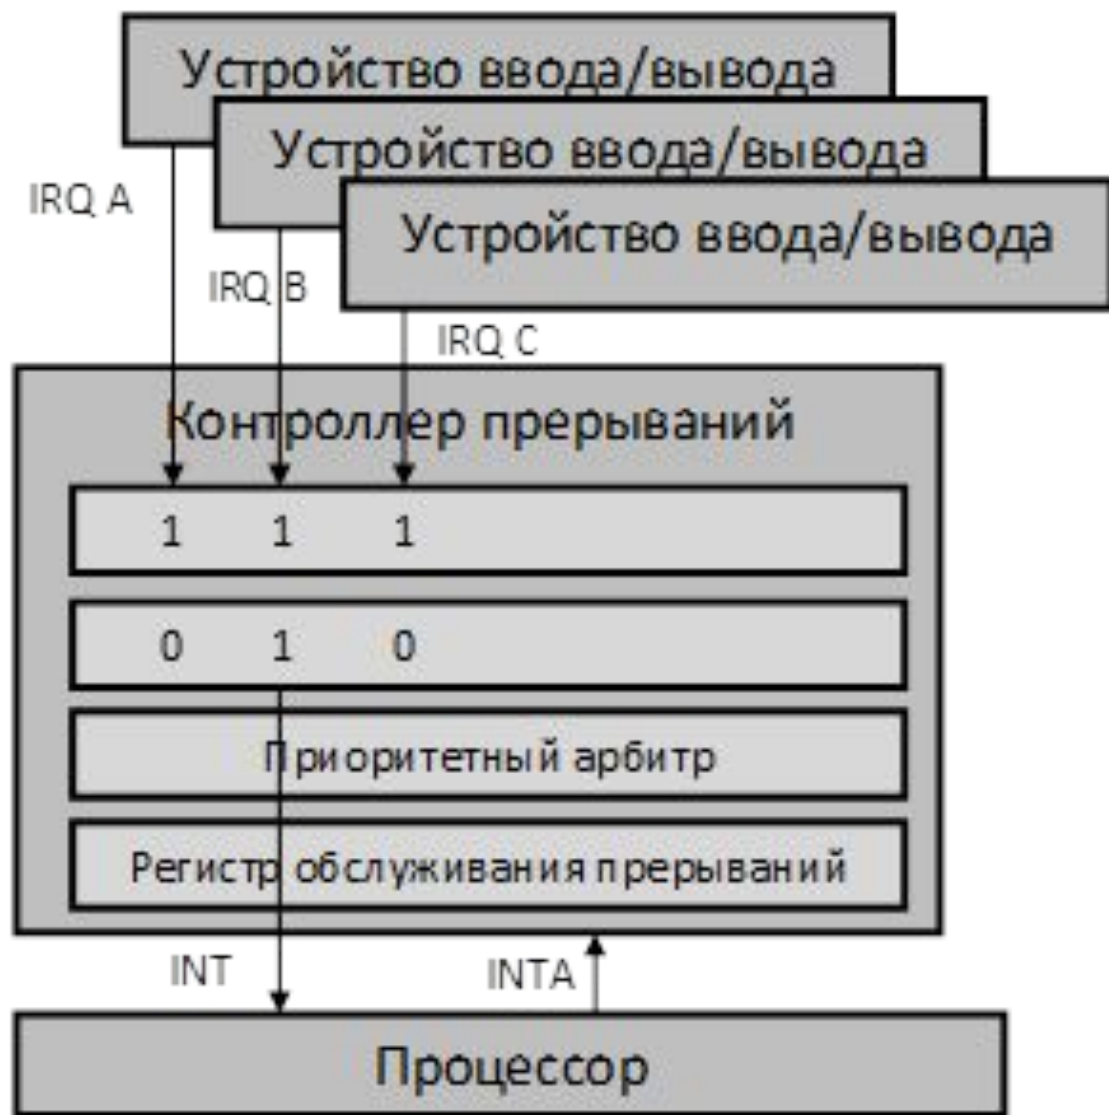 Устройство ввода/вывода
Устройство ввода/вывода
Устройство ввода/вывода
IRQ A
IRQ B
IRQ C
Контроллер прерываний
1 1 1
0 1 0
Приоритетный арбитр
Регистр обслуживания прерываний
INT INTA
Процессор